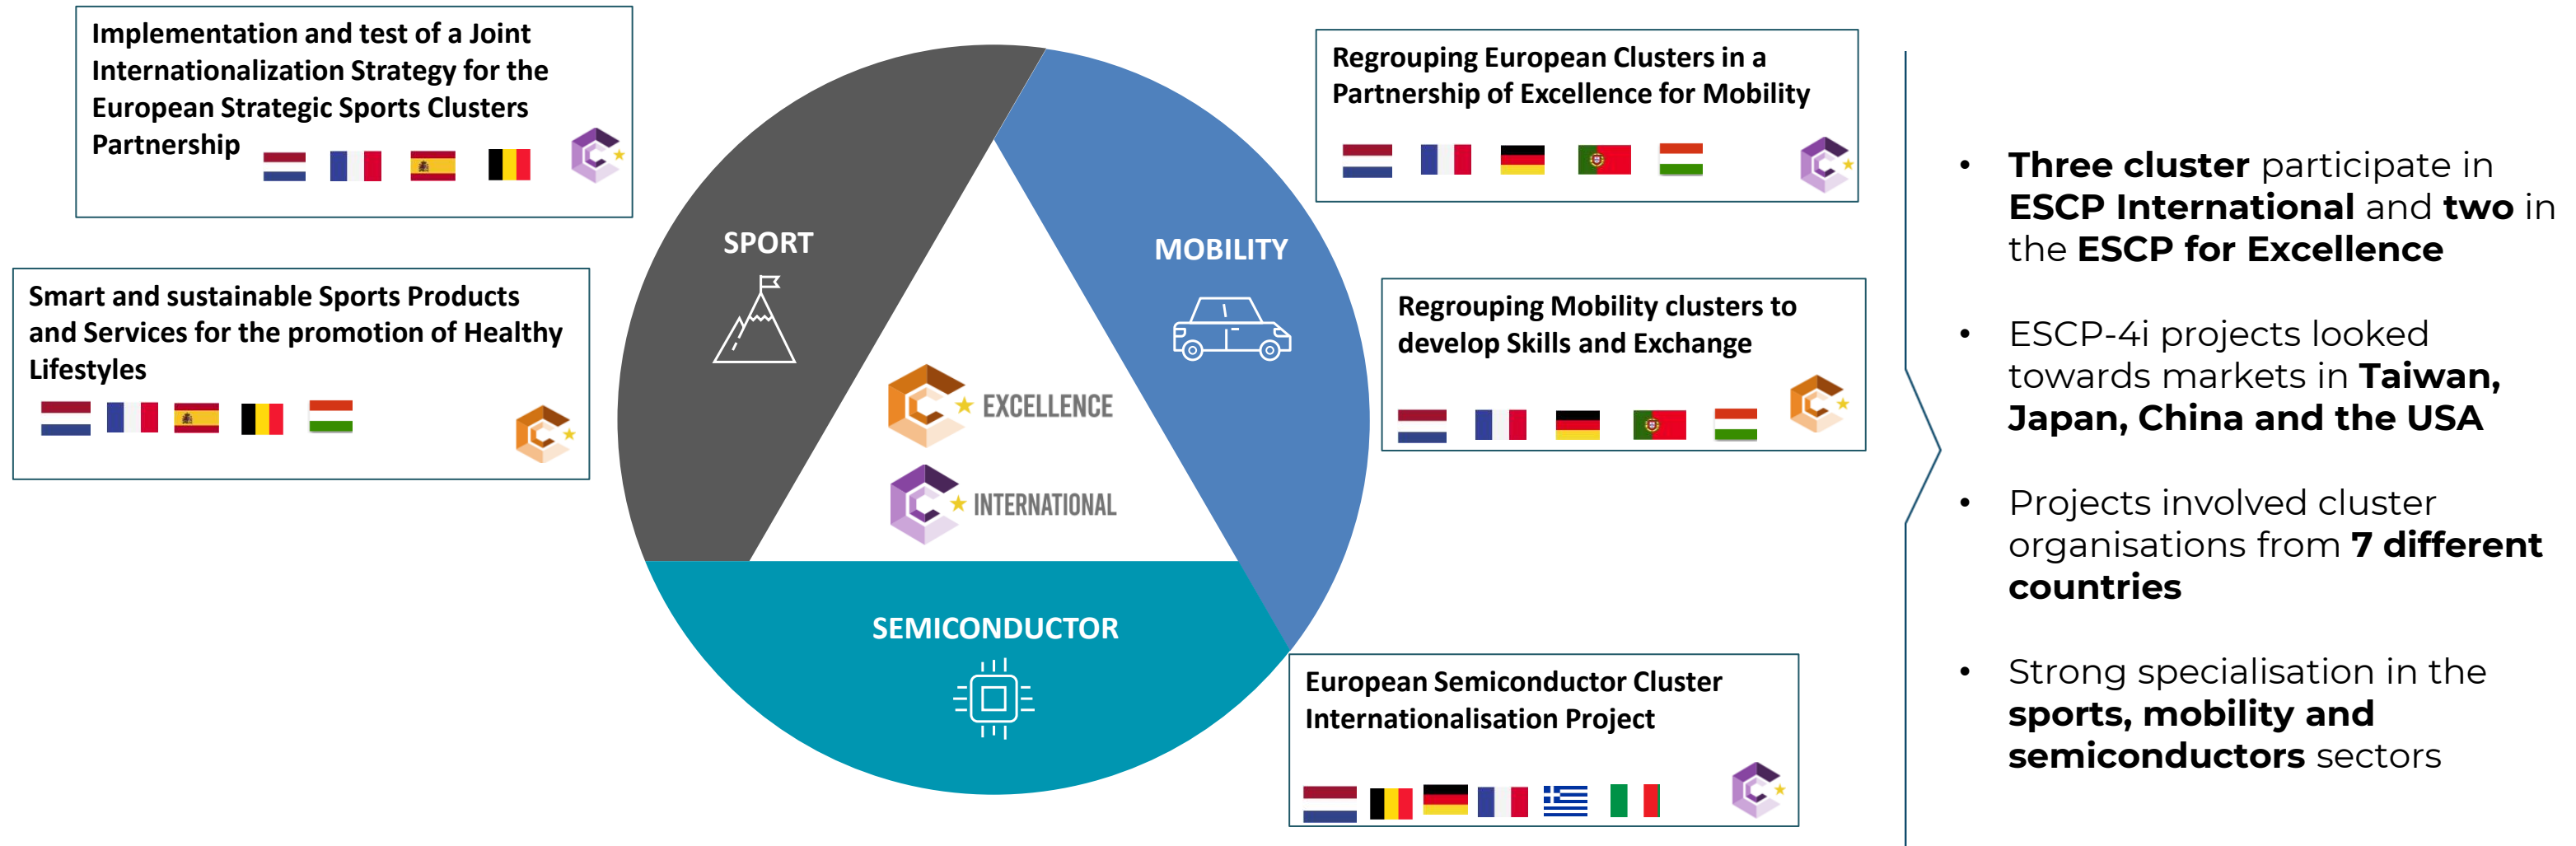 Implementation and test of a Joint
Internationalization Strategy for the
European Strategic Sports Clusters
Partnership
Smart and sustainable Sports Products
and Services for the promotion of Healthy
Lifestyles
SPORT
MOBILITY
EXCELLENCE
INTERNATIONAL
SEMICONDUCTOR
Regrouping European Clusters in a
Partnership of Excellence for Mobility
Regrouping Mobility clusters to
develop Skills and Exchange
European Semiconductor Cluster
Internationalisation Project
• Three cluster participate in
ESCP International and two in
the ESCP for Excellence
• ESCP-4i projects looked
towards markets in Taiwan,
Japan, China and the USA
• Projects involved cluster
organisations from 7 different
countries
• Strong specialisation in the
sports, mobility and
semiconductors sectors